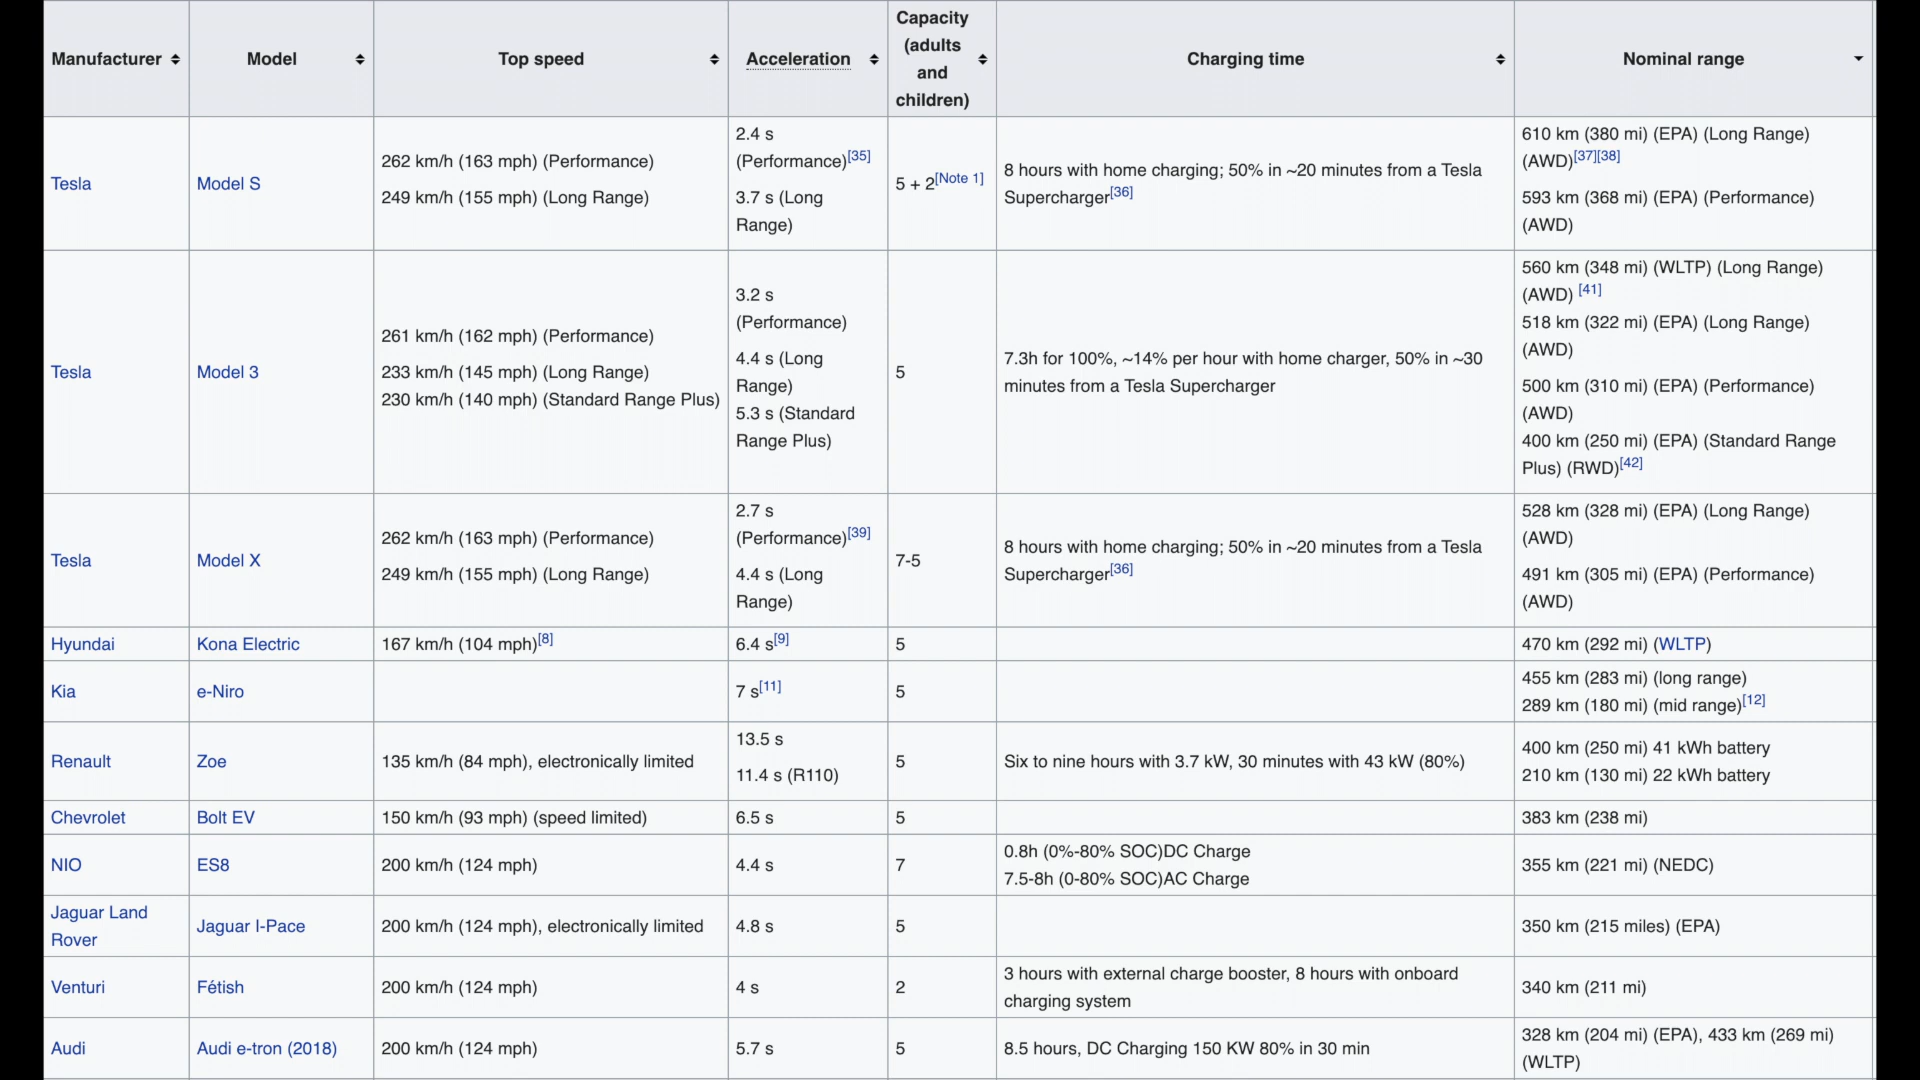 Manufacturer
Model
Top speed
Acceleration
Capacity
(adults
and
children)
Charging time
Nominal range
Tesla
Model S
262 km/h (163 mph) (Performance)
249 km/h (155 mph) (Long Range)
2.4 s
(Performance)[35]
3.7 s (Long
Range)
5 + 2[Note 1]
8 hours with home charging; 50% in ~20 minutes from a Tesla
Supercharger[36]
610 km (380 mi) (EPA) (Long Range)
(AWD)[37][38]
593 km (368 mi) (EPA) (Performance)
(AWD)
Tesla
Model 3
261 km/h (162 mph) (Performance)
233 km/h (145 mph) (Long Range)
230 km/h (140 mph) (Standard Range Plus)
3.2 s
(Performance)
4.4 s (Long
Range)
5.3 s (Standard
Range Plus)
5
7.3h for 100%, ~14% per hour with home charger, 50% in ~30
minutes from a Tesla Supercharger
560 km (348 mi) (WLTP) (Long Range)
(AWD) [41]
518 km (322 mi) (EPA) (Long Range)
(AWD)
500 km (310 mi) (EPA) (Performance)
(AWD)
400 km (250 mi) (EPA) (Standard Range
Plus) (RWD)[42]
Tesla
Model X
262 km/h (163 mph) (Performance)
249 km/h (155 mph) (Long Range)
2.7 s
(Performance)[39]
4.4 s (Long
Range)
7-5
8 hours with home charging; 50% in ~20 minutes from a Tesla
Supercharger[36]
528 km (328 mi) (EPA) (Long Range)
(AWD)
491 km (305 mi) (EPA) (Performance)
(AWD)
Hyundai
Kona Electric
167 km/h (104 mph)[8]
6.4 s[9]
5
470 km (292 mi) (WLTP)
Kia
e-Niro
7 s[11]
5
455 km (283 mi) (long range)
289 km (180 mi) (mid range)[12]
Renault
Zoe
135 km/h (84 mph), electronically limited
13.5 s
11.4 s (R110)
5
Six to nine hours with 3.7 kW, 30 minutes with 43 kW (80%)
400 km (250 mi) 41 kWh battery
210 km (130 mi) 22 kWh battery
Chevrolet
Bolt EV
150 km/h (93 mph) (speed limited)
6.5 s
5
383 km (238 mi)
NIO
ES8
200 km/h (124 mph)
4.4 s
7
0.8h (0%-80% SOC)DC Charge
7.5-8h (0-80% SOC)AC Charge
355 km (221 mi) (NEDC)
Jaguar Land
Rover
Jaguar I-Pace
200 km/h (124 mph), electronically limited
4.8 s
5
350 km (215 miles) (EPA)
Venturi
Fétish
200 km/h (124 mph)
4 s
2
3 hours with external charge booster, 8 hours with onboard
charging system
340 km (211 mi)
Audi
Audi e-tron (2018)
200 km/h (124 mph)
5.7 s
5
8.5 hours, DC Charging 150 KW 80% in 30 min
328 km (204 mi) (EPA), 433 km (269 mi)
(WLTP)